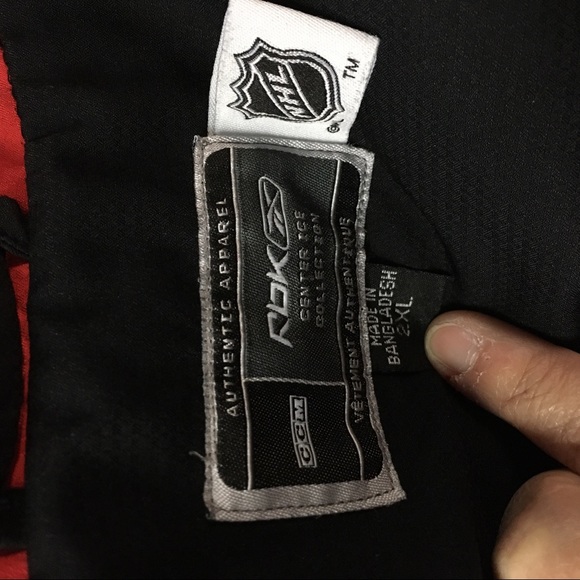 NHL
TM
AUTHENTIC APPAREL
RBK
CENTER ICE
COLLECTION
VÊTEMENT AUTHENTIQUE
CCM
MADE IN
BANGLADESH
2XL